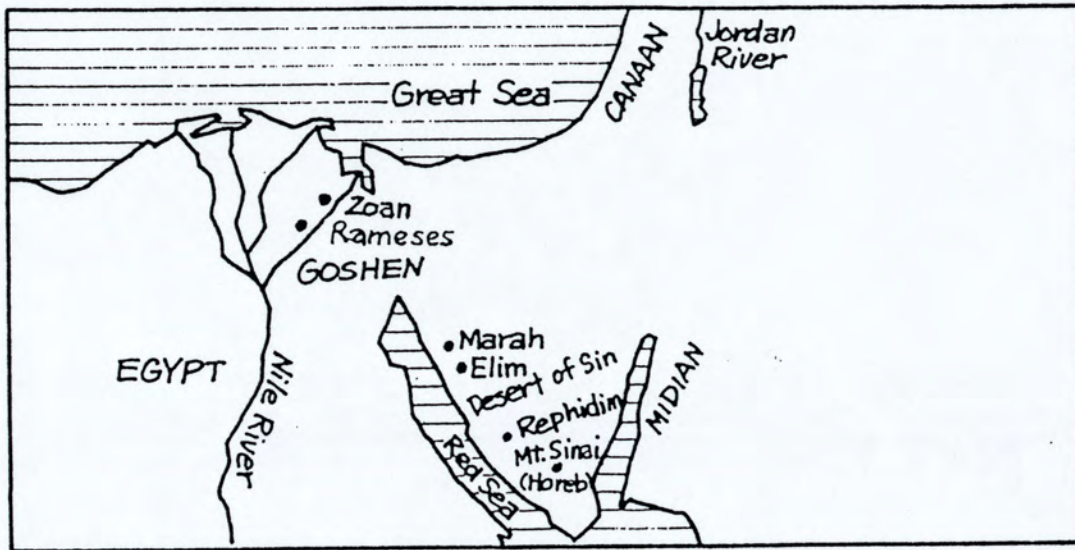 Jordan
River
CANAAN
Great Sea
Zoan
Rameses
GOSHEN
Marah
Elim
Desert of Sin
EGYPT
Nile River
Rephidim
MIDIAN
Mt. Sinai
(Horeb)
Red Sea